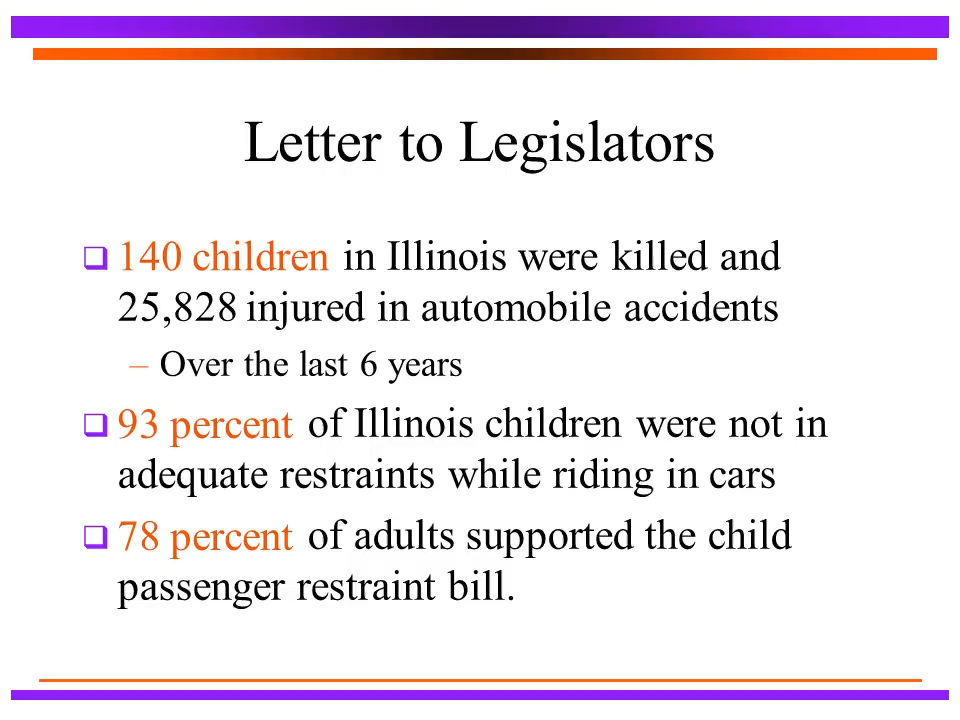 Letter to Legislators
140 children in Illinois were killed and
25,828 injured in automobile accidents
– Over the last 6 years
93 percent of Illinois children were not in
adequate restraints while riding in cars
78 percent of adults supported the child
passenger restraint bill.